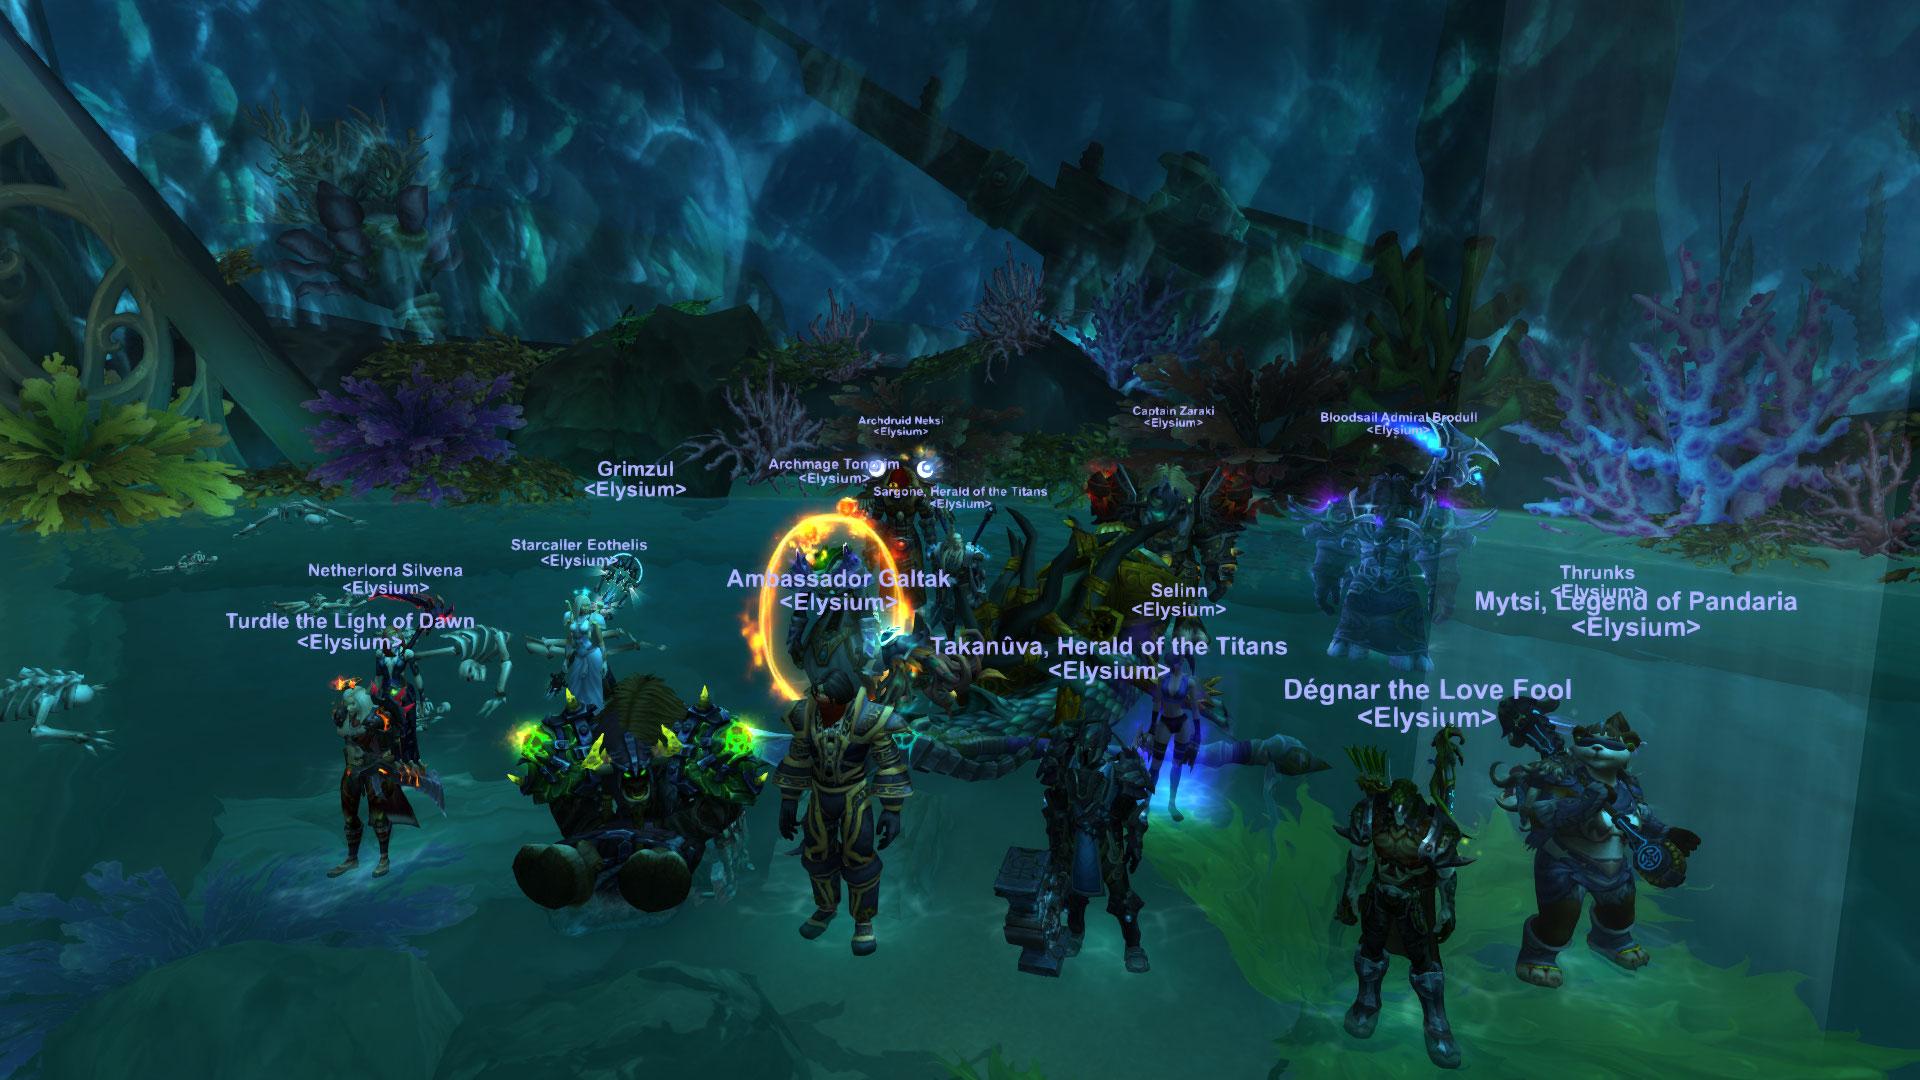 Archdruid Neksi
<Elysium>
Captain Zaraki
<Elysium>
Bloodsail Admiral Brodull
<Elysium>
Grimzul
<Elysium>
Archmage
<Elysium>
Sargone, Herald of the Titans
<Elysium>
Starcaller Eothelis
<Elysium>
Netherlord Silvena
<Elysium>
Ambassador Galtak
<Elysium>
Selinn
<Elysium>
Thrunks
<Elysium>
Mytsi, Legend of Pandaria
<Elysium>
Turdle the Light of Dawn
<Elysium>
Takanûva, Herald of the Titans
<Elysium>
Dégnar the Love Fool
<Elysium>